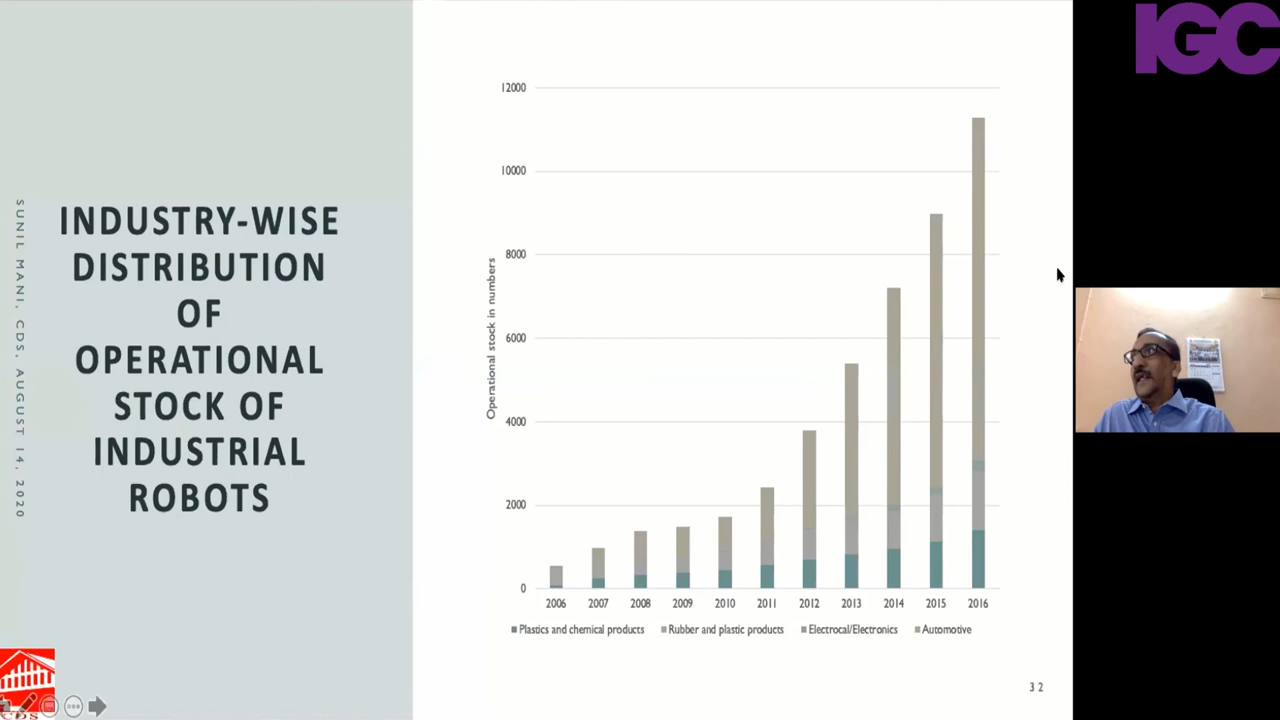 IGC
SUNIL MANI, CDS, AUGUST 14, 2020
INDUSTRY-WISE
DISTRIBUTION
OF
OPERATIONAL
STOCK OF
INDUSTRIAL
ROBOTS
Operational stock in numbers
12000
10000
8000
6000
4000
2000
0
2006 2007 2008 2009 2010 2011 2012 2013 2014 2015 2016
Plastics and chemical products Rubber and plastic products Electrocal/Electronics Automotive
32
CDS